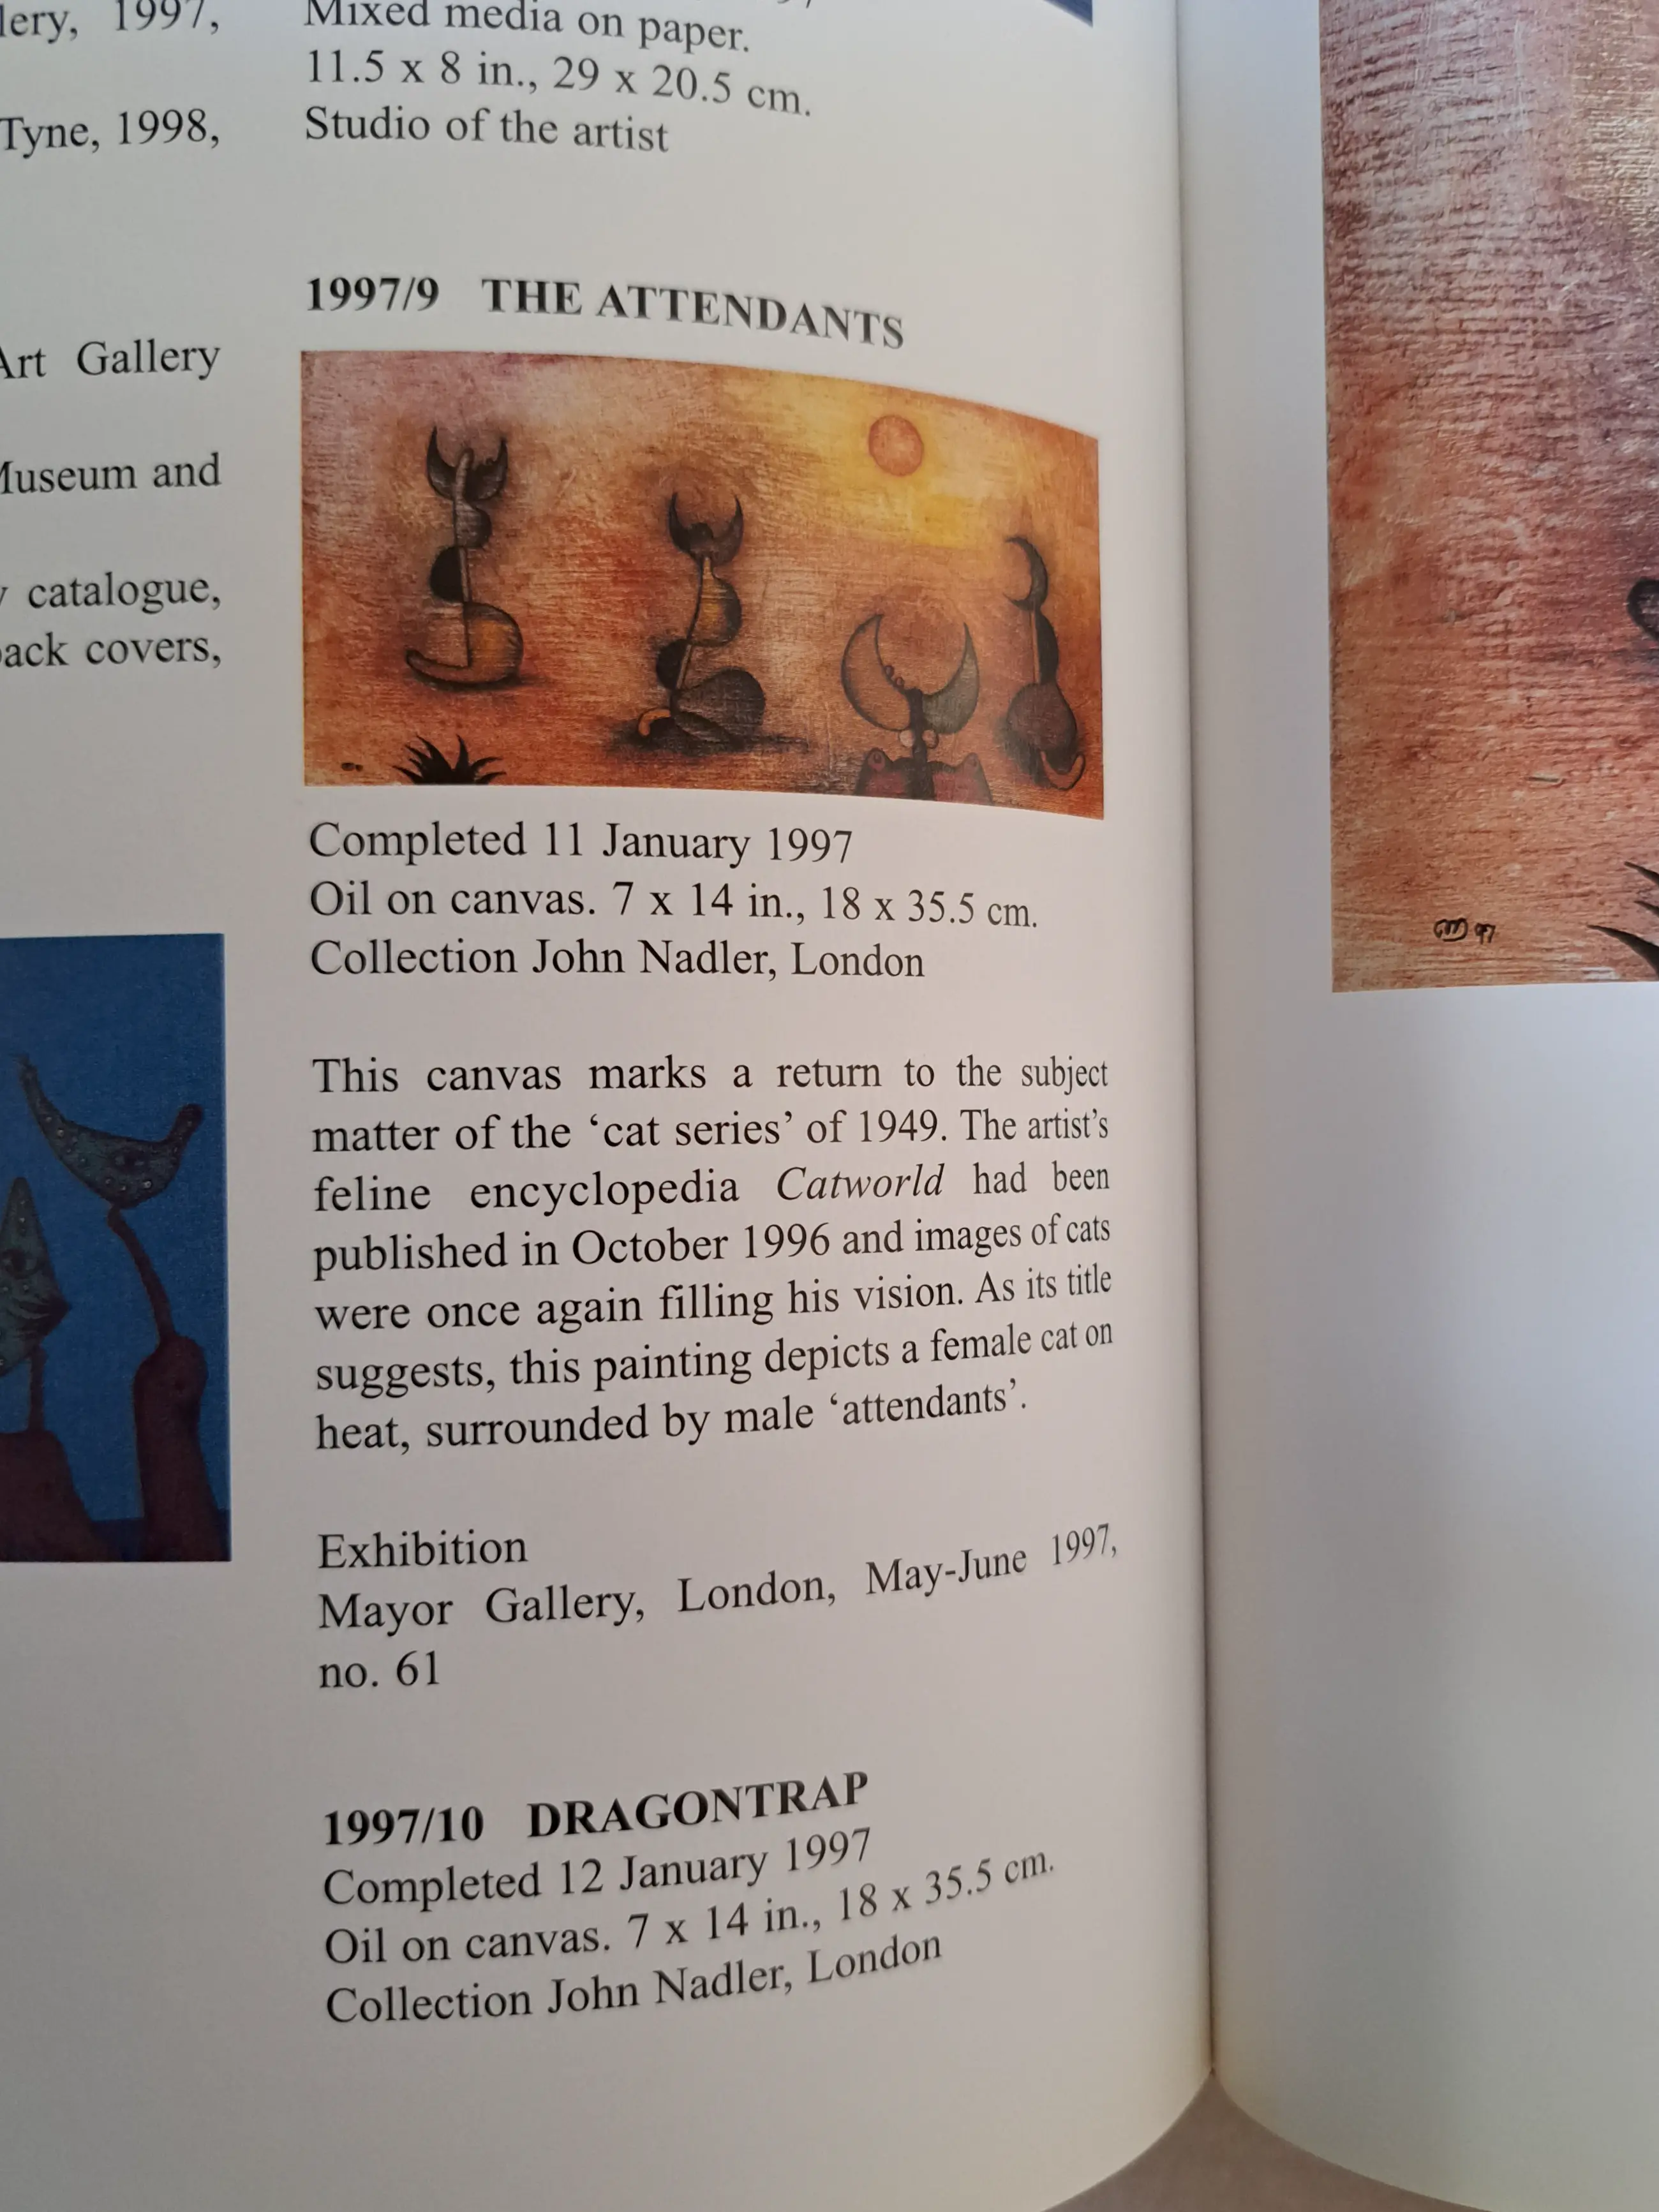 lery, 1997,
Tyne, 1998,
Art Gallery
Museum and
catalogue,
back covers,
Mixed media on paper.
11.5 x 8 in., 29 x 20.5 cm.
Studio of the artist
1997/9 THE ATTENDANTS
Completed 11 January 1997
Oil on canvas. 7 x 14 in., 18 x 35.5 cm.
Collection John Nadler, London
This canvas marks a return to the subject
matter of the ‘cat series’ of 1949. The artist’s
feline encyclopedia Catworld had been
published in October 1996 and images of cats
were once again filling his vision. As its title
suggests, this painting depicts a female cat on
heat, surrounded by male ‘attendants’.
Exhibition
Mayor Gallery, London, May-June 1997,
no. 61
1997/10 DRAGONTRAP
Completed 12 January 1997
Oil on canvas. 7 x 14 in., 18 x 35.5 cm.
Collection John Nadler, London
97